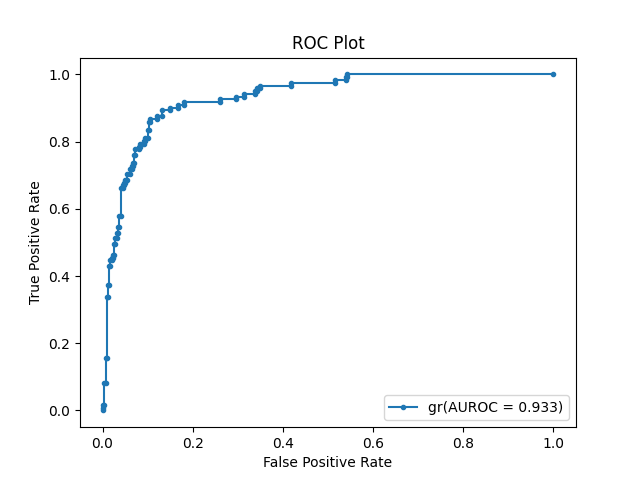 ROC Plot
True Positive Rate
1.0
0.8
0.6
0.4
0.2
0.0
gr(AUROC = 0.933)
0.0 0.2 0.4 0.6 0.8 1.0
False Positive Rate